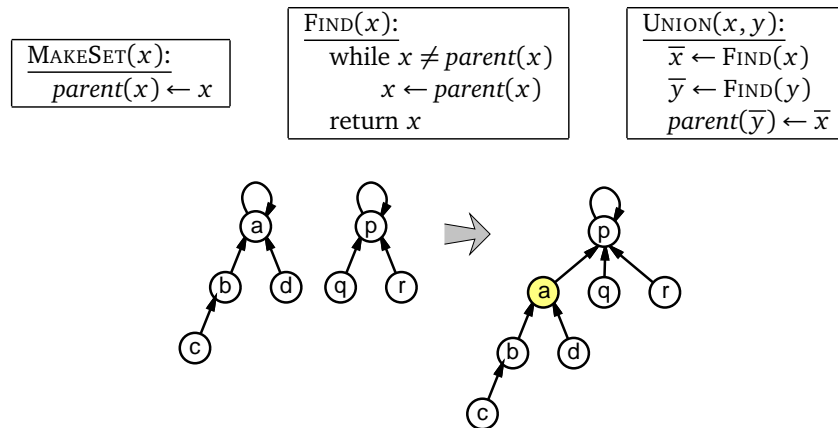 MAKESET(x):
parent(x) ← x
FIND(x):
while x ≠ parent(x)
x ← parent(x)
return x
UNION(x, y):
x̅ ← FIND(x)
y̅ ← FIND(y)
parent(y̅) ← x̅
a
p
b
d
q
r
c
p
a
q
r
b
d
c